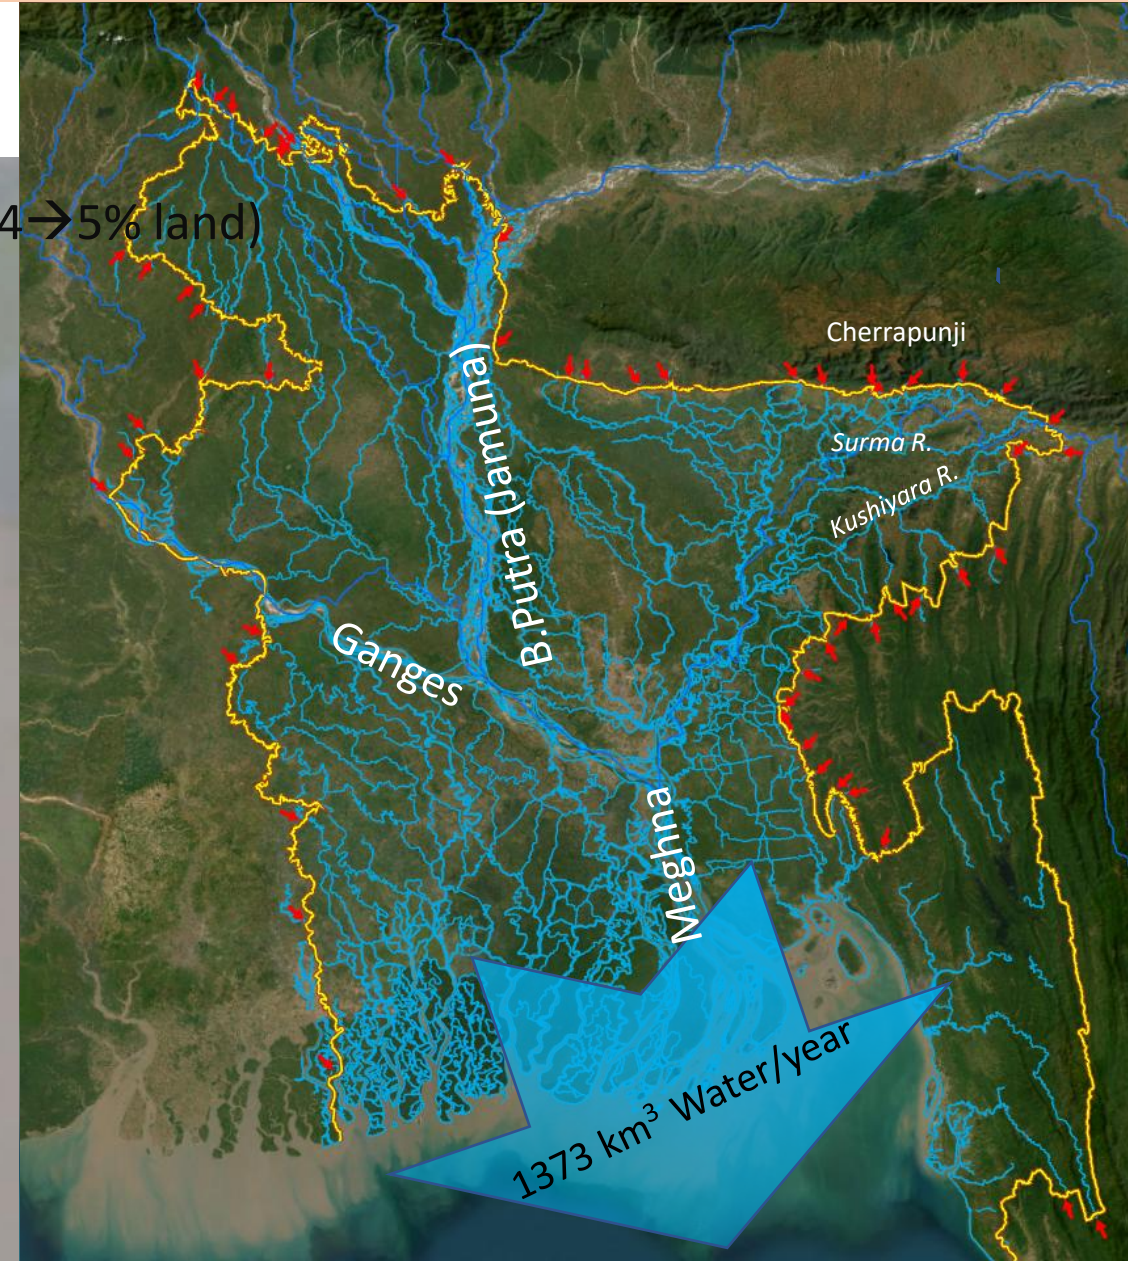 4→5% land)
Cherrapunji
Surma R.
Kushiyara R.
B.Putra (Jamuna)
Ganges
Meghna
1373 km³ Water/year